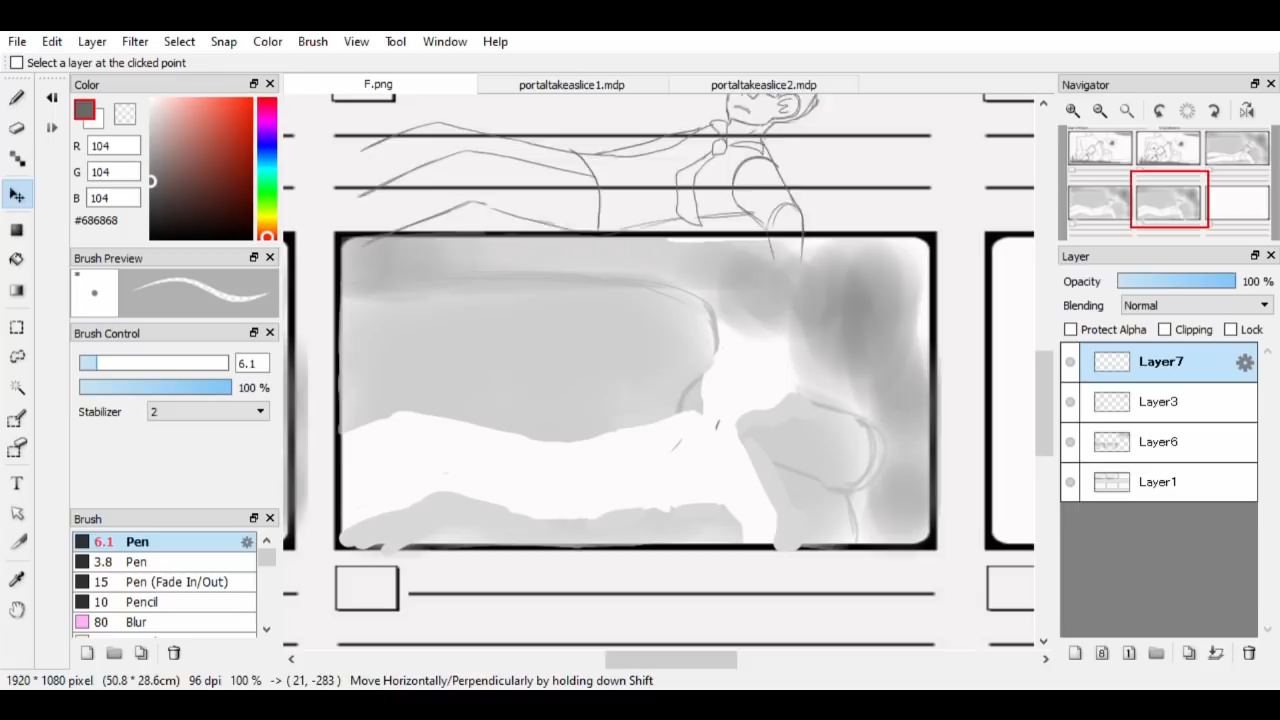 File Edit Layer Filter Select Snap Color Brush View Tool Window Help
Select a layer at the clicked point
Color
F.png
portaltakeaslice1.mdp
portaltakeaslice2.mdp
Navigator
R 104
G 104
B 104
#686868
Brush Preview
Layer
Opacity 100 %
Blending Normal
Protect Alpha Clipping Lock
Brush Control
6.1
100 %
Stabilizer 2
Layer7
Layer3
Layer6
Layer1
Brush
6.1 Pen
3.8 Pen
15 Pen (Fade In/Out)
10 Pencil
80 Blur
1920 * 1080 pixel (50.8 * 28.6cm) 96 dpi 100 % -> ( 21, -283 ) Move Horizontally/Perpendicularly by holding down Shift